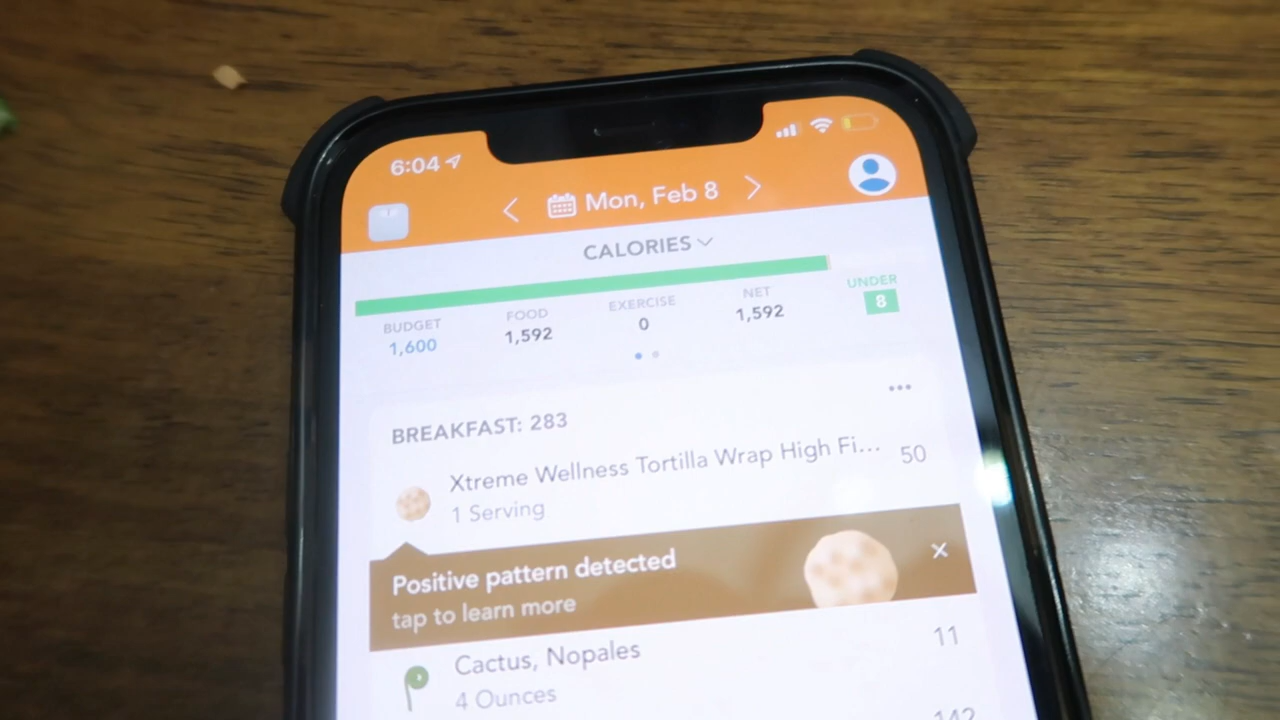 6:04
Mon, Feb 8
CALORIES
BUDGET FOOD EXERCISE NET UNDER
1,600 1,592 0 1,592 8
BREAKFAST: 283
Xtreme Wellness Tortilla Wrap High Fi... 50
1 Serving
Positive pattern detected
tap to learn more
Cactus, Nopales 11
4 Ounces
142